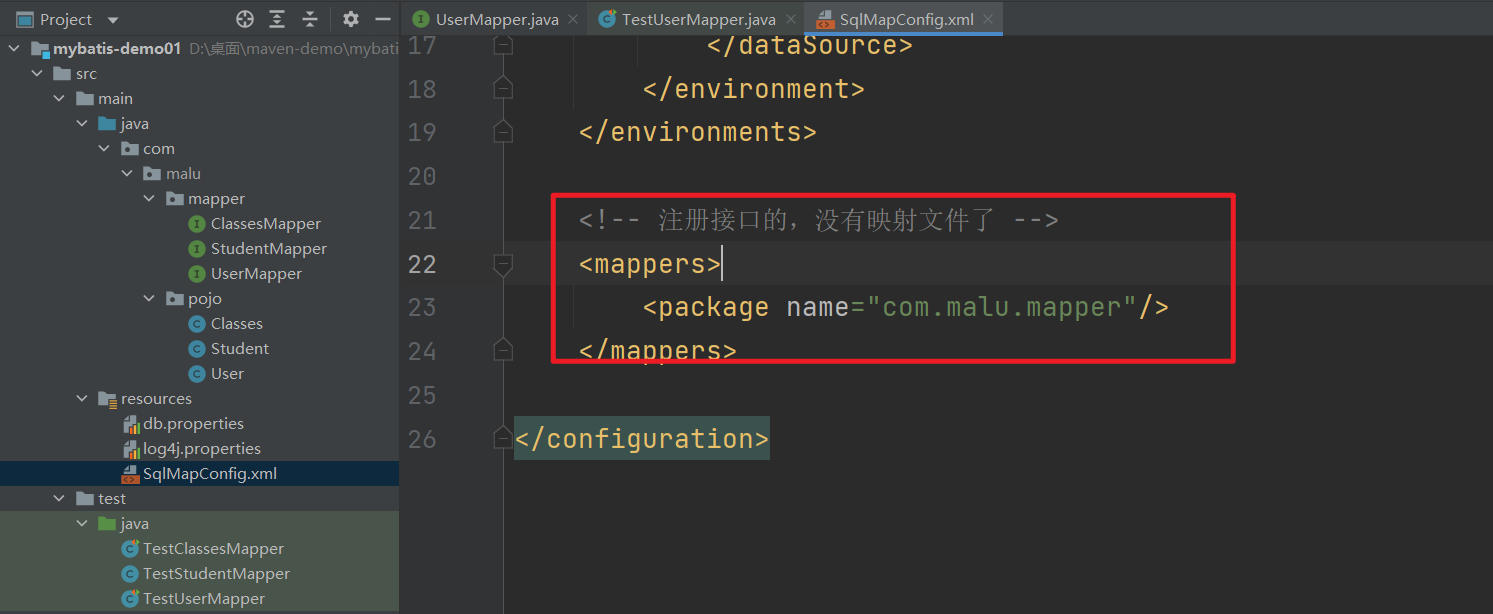 Project
mybatis-demo01 D:\桌面\maven-demo\mybati
src
main
java
com
malu
mapper
ClassesMapper
StudentMapper
UserMapper
pojo
Classes
Student
User
resources
db.properties
log4j.properties
SqlMapConfig.xml
test
java
TestClassesMapper
TestStudentMapper
TestUserMapper
UserMapper.java
TestUserMapper.java
SqlMapConfig.xml
17 </dataSource>
18 </environment>
19 </environments>
20
21 <!-- 注册接口的，没有映射文件了 -->
22 <mappers>
23 <package name="com.malu.mapper"/>
24 </mappers>
25
26 </configuration>